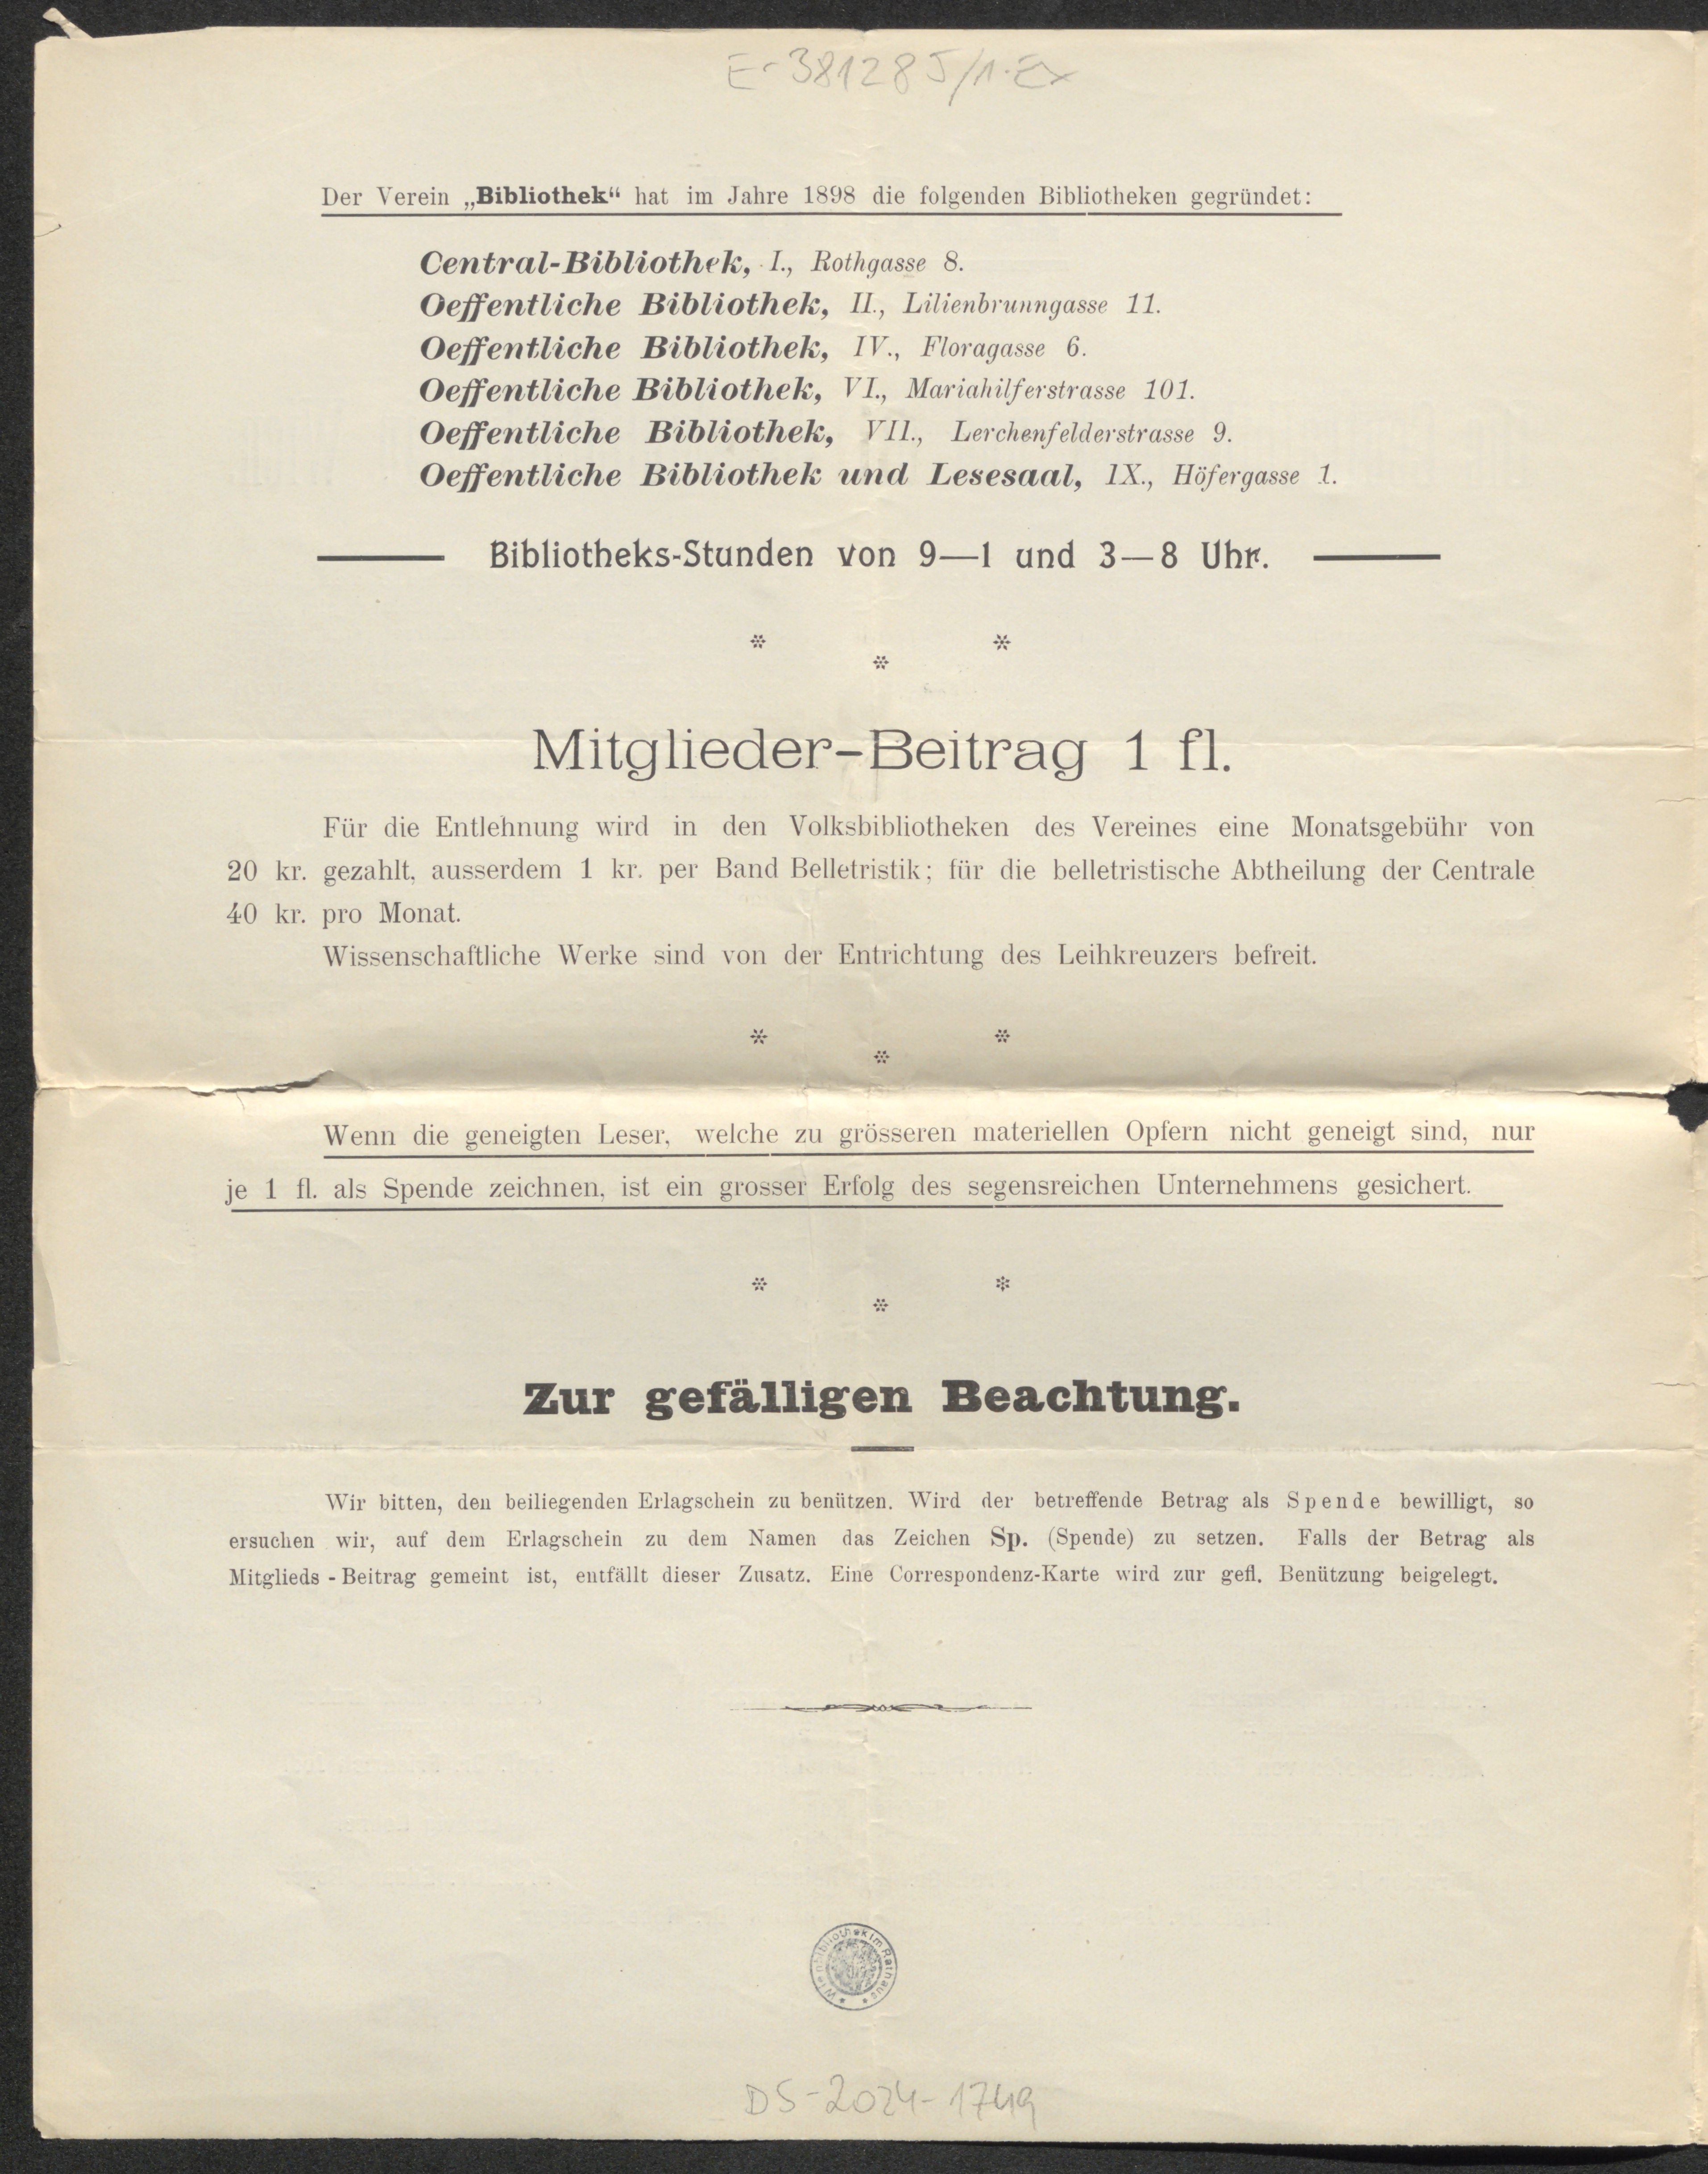 E-38128 J/1.Ex
Der Verein „Bibliothek“ hat im Jahre 1898 die folgenden Bibliotheken gegründet:
Central-Bibliothek, I., Rothgasse 8.
Oeffentliche Bibliothek, II., Lilienbrunngasse 11.
Oeffentliche Bibliothek, IV., Floragasse 6.
Oeffentliche Bibliothek, VI., Mariahilferstrasse 101.
Oeffentliche Bibliothek, VII., Lerchenfelderstrasse 9.
Oeffentliche Bibliothek und Lesesaal, IX., Höfergasse 1.
Bibliotheks-Stunden von 9—1 und 3—8 Uhr.
* * *
Mitglieder-Beitrag 1 fl.
Für die Entlehnung wird in den Volksbibliotheken des Vereines eine Monatsgebühr von
20 kr. gezahlt, ausserdem 1 kr. per Band Belletristik; für die belletristische Abtheilung der Centrale
40 kr. pro Monat.
Wissenschaftliche Werke sind von der Entrichtung des Leihkreuzers befreit.
* * *
Wenn die geneigten Leser, welche zu grösseren materiellen Opfern nicht geneigt sind, nur
je 1 fl. als Spende zeichnen, ist ein grosser Erfolg des segensreichen Unternehmens gesichert.
* * *
Zur gefälligen Beachtung.
Wir bitten, den beiliegenden Erlagschein zu benützen. Wird der betreffende Betrag als Spende bewilligt, so
ersuchen wir, auf dem Erlagschein zu dem Namen das Zeichen Sp. (Spende) zu setzen. Falls der Betrag als
Mitglieds-Beitrag gemeint ist, entfällt dieser Zusatz. Eine Correspondenz-Karte wird zur gefl. Benützung beigelegt.
Wienbibliothek im Rathaus
DS-2024-1749